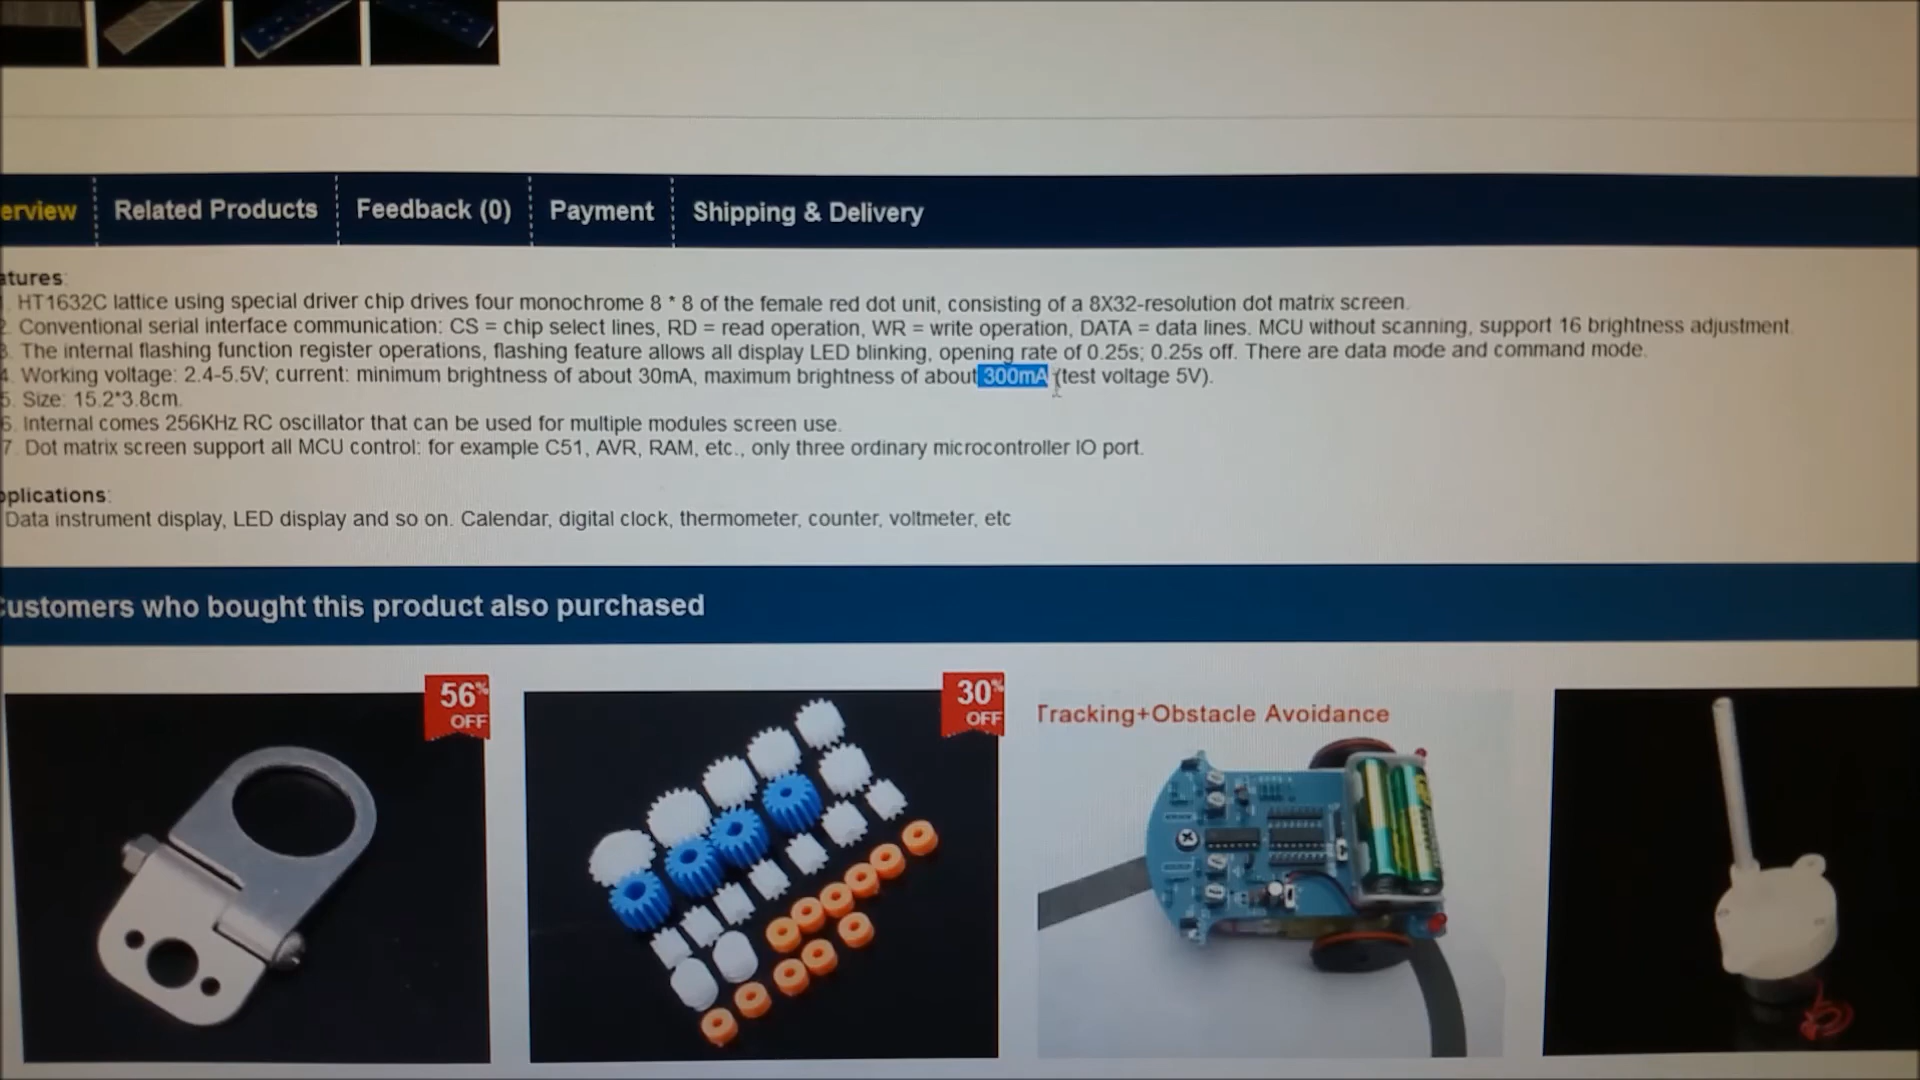 erview Related Products Feedback (0) Payment Shipping & Delivery
atures:
. HT1632C lattice using special driver chip drives four monochrome 8 * 8 of the female red dot unit, consisting of a 8X32-resolution dot matrix screen.
2. Conventional serial interface communication: CS = chip select lines, RD = read operation, WR = write operation, DATA = data lines. MCU without scanning, support 16 brightness adjustment.
3. The internal flashing function register operations, flashing feature allows all display LED blinking, opening rate of 0.25s; 0.25s off. There are data mode and command mode.
4. Working voltage: 2.4-5.5V; current: minimum brightness of about 30mA, maximum brightness of about 300mA (test voltage 5V).
5. Size: 15.2*3.8cm.
6. Internal comes 256KHz RC oscillator that can be used for multiple modules screen use.
7. Dot matrix screen support all MCU control: for example C51, AVR, RAM, etc., only three ordinary microcontroller IO port.
pplications:
Data instrument display, LED display and so on. Calendar, digital clock, thermometer, counter, voltmeter, etc
ustomers who bought this product also purchased
56% OFF
30% OFF
Tracking+Obstacle Avoidance